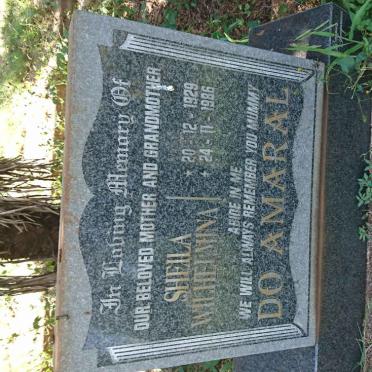 In Loving Memory Of
OUR BELOVED MOTHER AND GRANDMOTHER
SHEILA * 20 - 12 - 1929
WILHELMINA † 24 - 11 - 1986
ABIDE IN ME
WE WILL ALWAYS REMEMBER YOU MUMMY
DO AMARAL